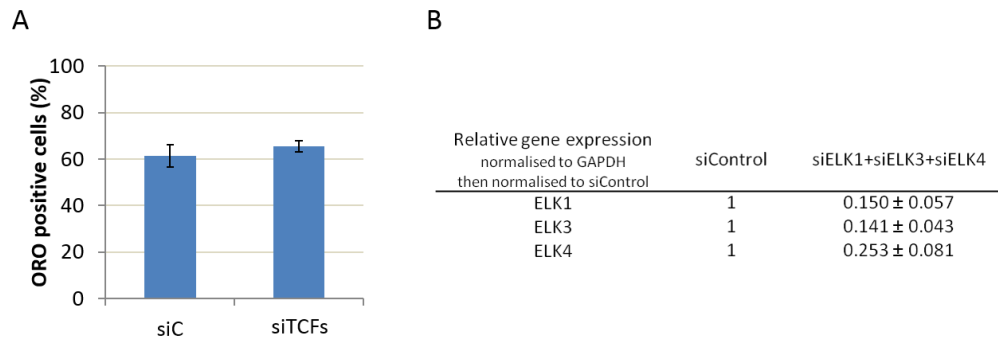 A
B
ORO positive cells (%)
100
80
60
40
20
0
siC siTCFs
Relative gene expression
normalised to GAPDH
then normalised to siControl
siControl siELK1+siELK3+siELK4
ELK1 1 0.150 ± 0.057
ELK3 1 0.141 ± 0.043
ELK4 1 0.253 ± 0.081